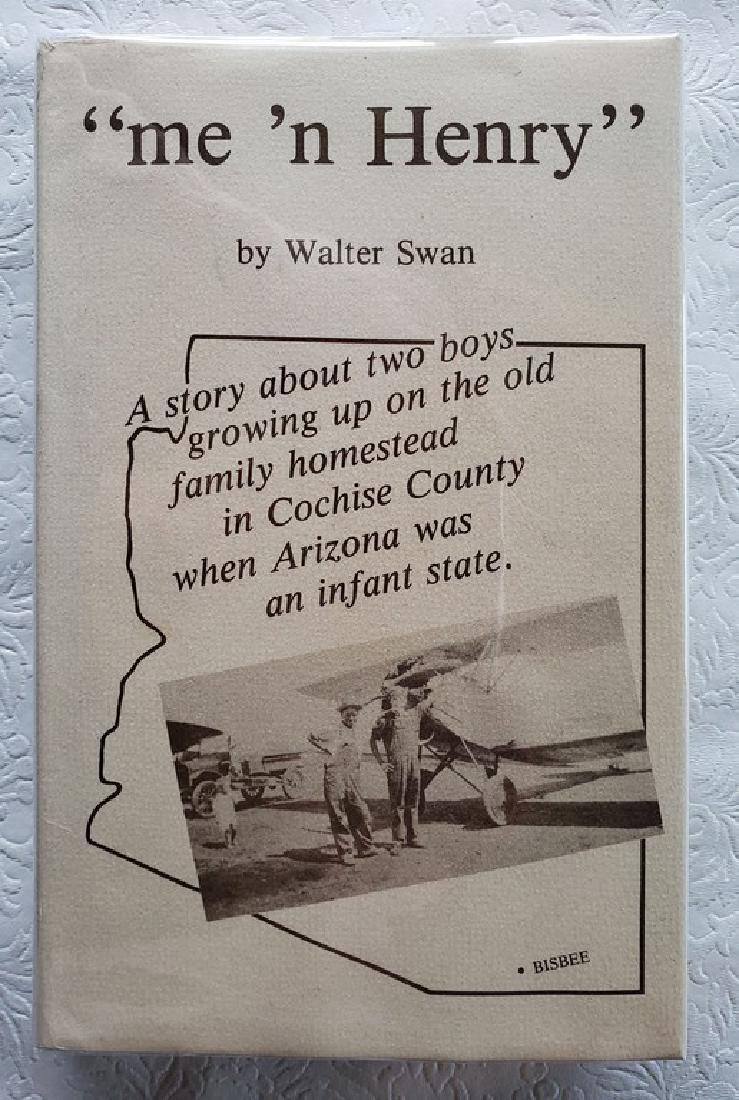 “me ’n Henry”
by Walter Swan
A story about two boys
growing up on the old
family homestead
in Cochise County
when Arizona was
an infant state.
• BISBEE